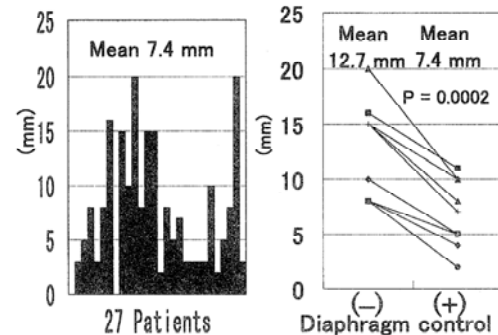 Mean 7.4 mm
(mm)
25
20
15
10
5
0
27 Patients
Mean Mean
12.7 mm 7.4 mm
P = 0.0002
(mm)
25
20
15
10
5
0
(−) (+)
Diaphragm control